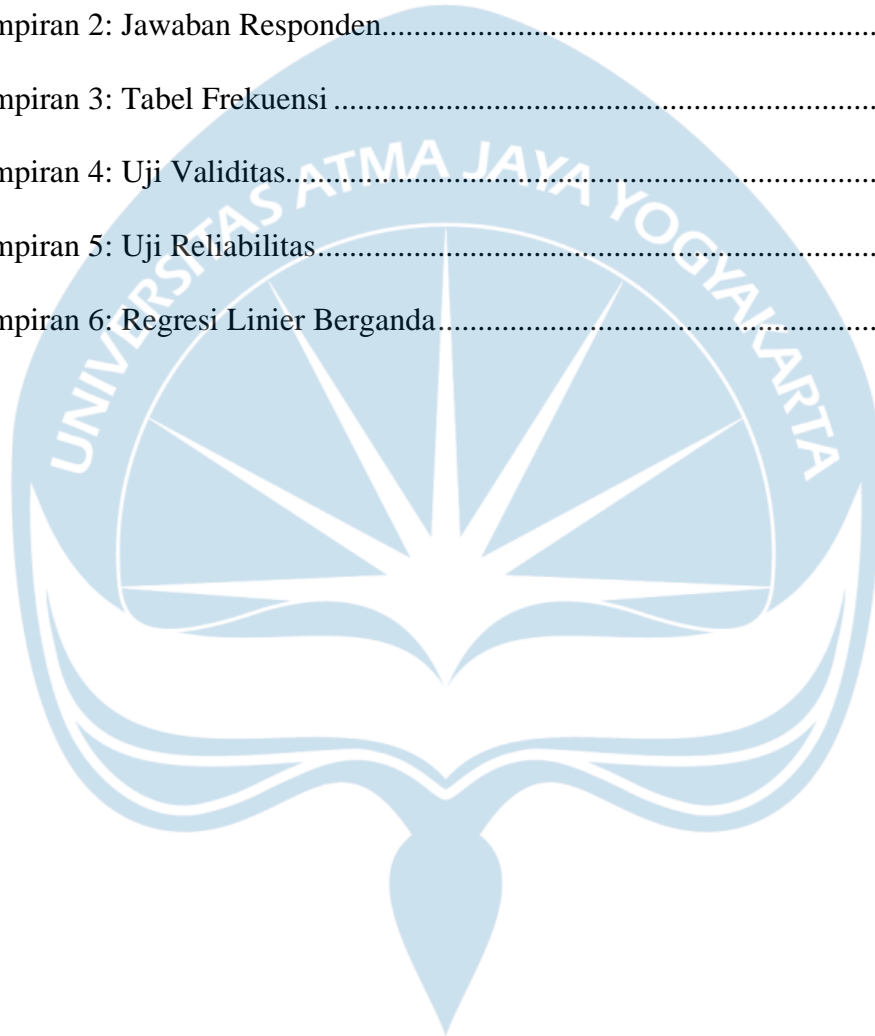 mpiran 2: Jawaban Responden.......................................................................
mpiran 3: Tabel Frekuensi .............................................................................
mpiran 4: Uji Validitas...................................................................................
mpiran 5: Uji Reliabilitas...............................................................................
mpiran 6: Regresi Linier Berganda................................................................
UNIVERSITAS ATMA JAYA YOGYAKARTA